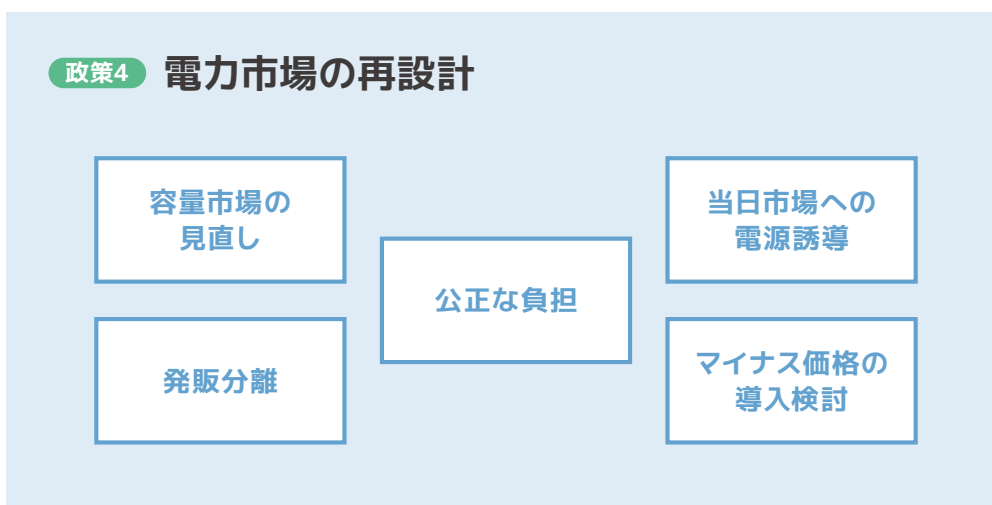 政策4 電力市場の再設計
容量市場の
見直し
発販分離
公正な負担
当日市場への
電源誘導
マイナス価格の
導入検討